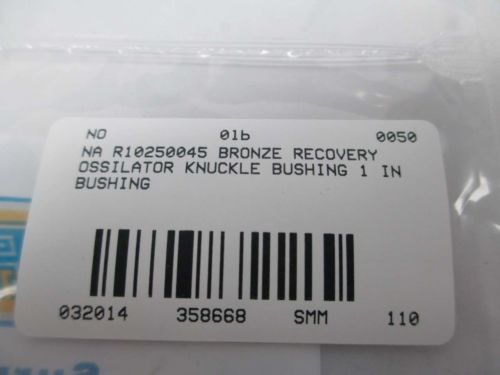 NO 01b 0050
NA R10250045 BRONZE RECOVERY
OSSILATOR KNUCKLE BUSHING 1 IN
BUSHING
032014 358668 SMM 110